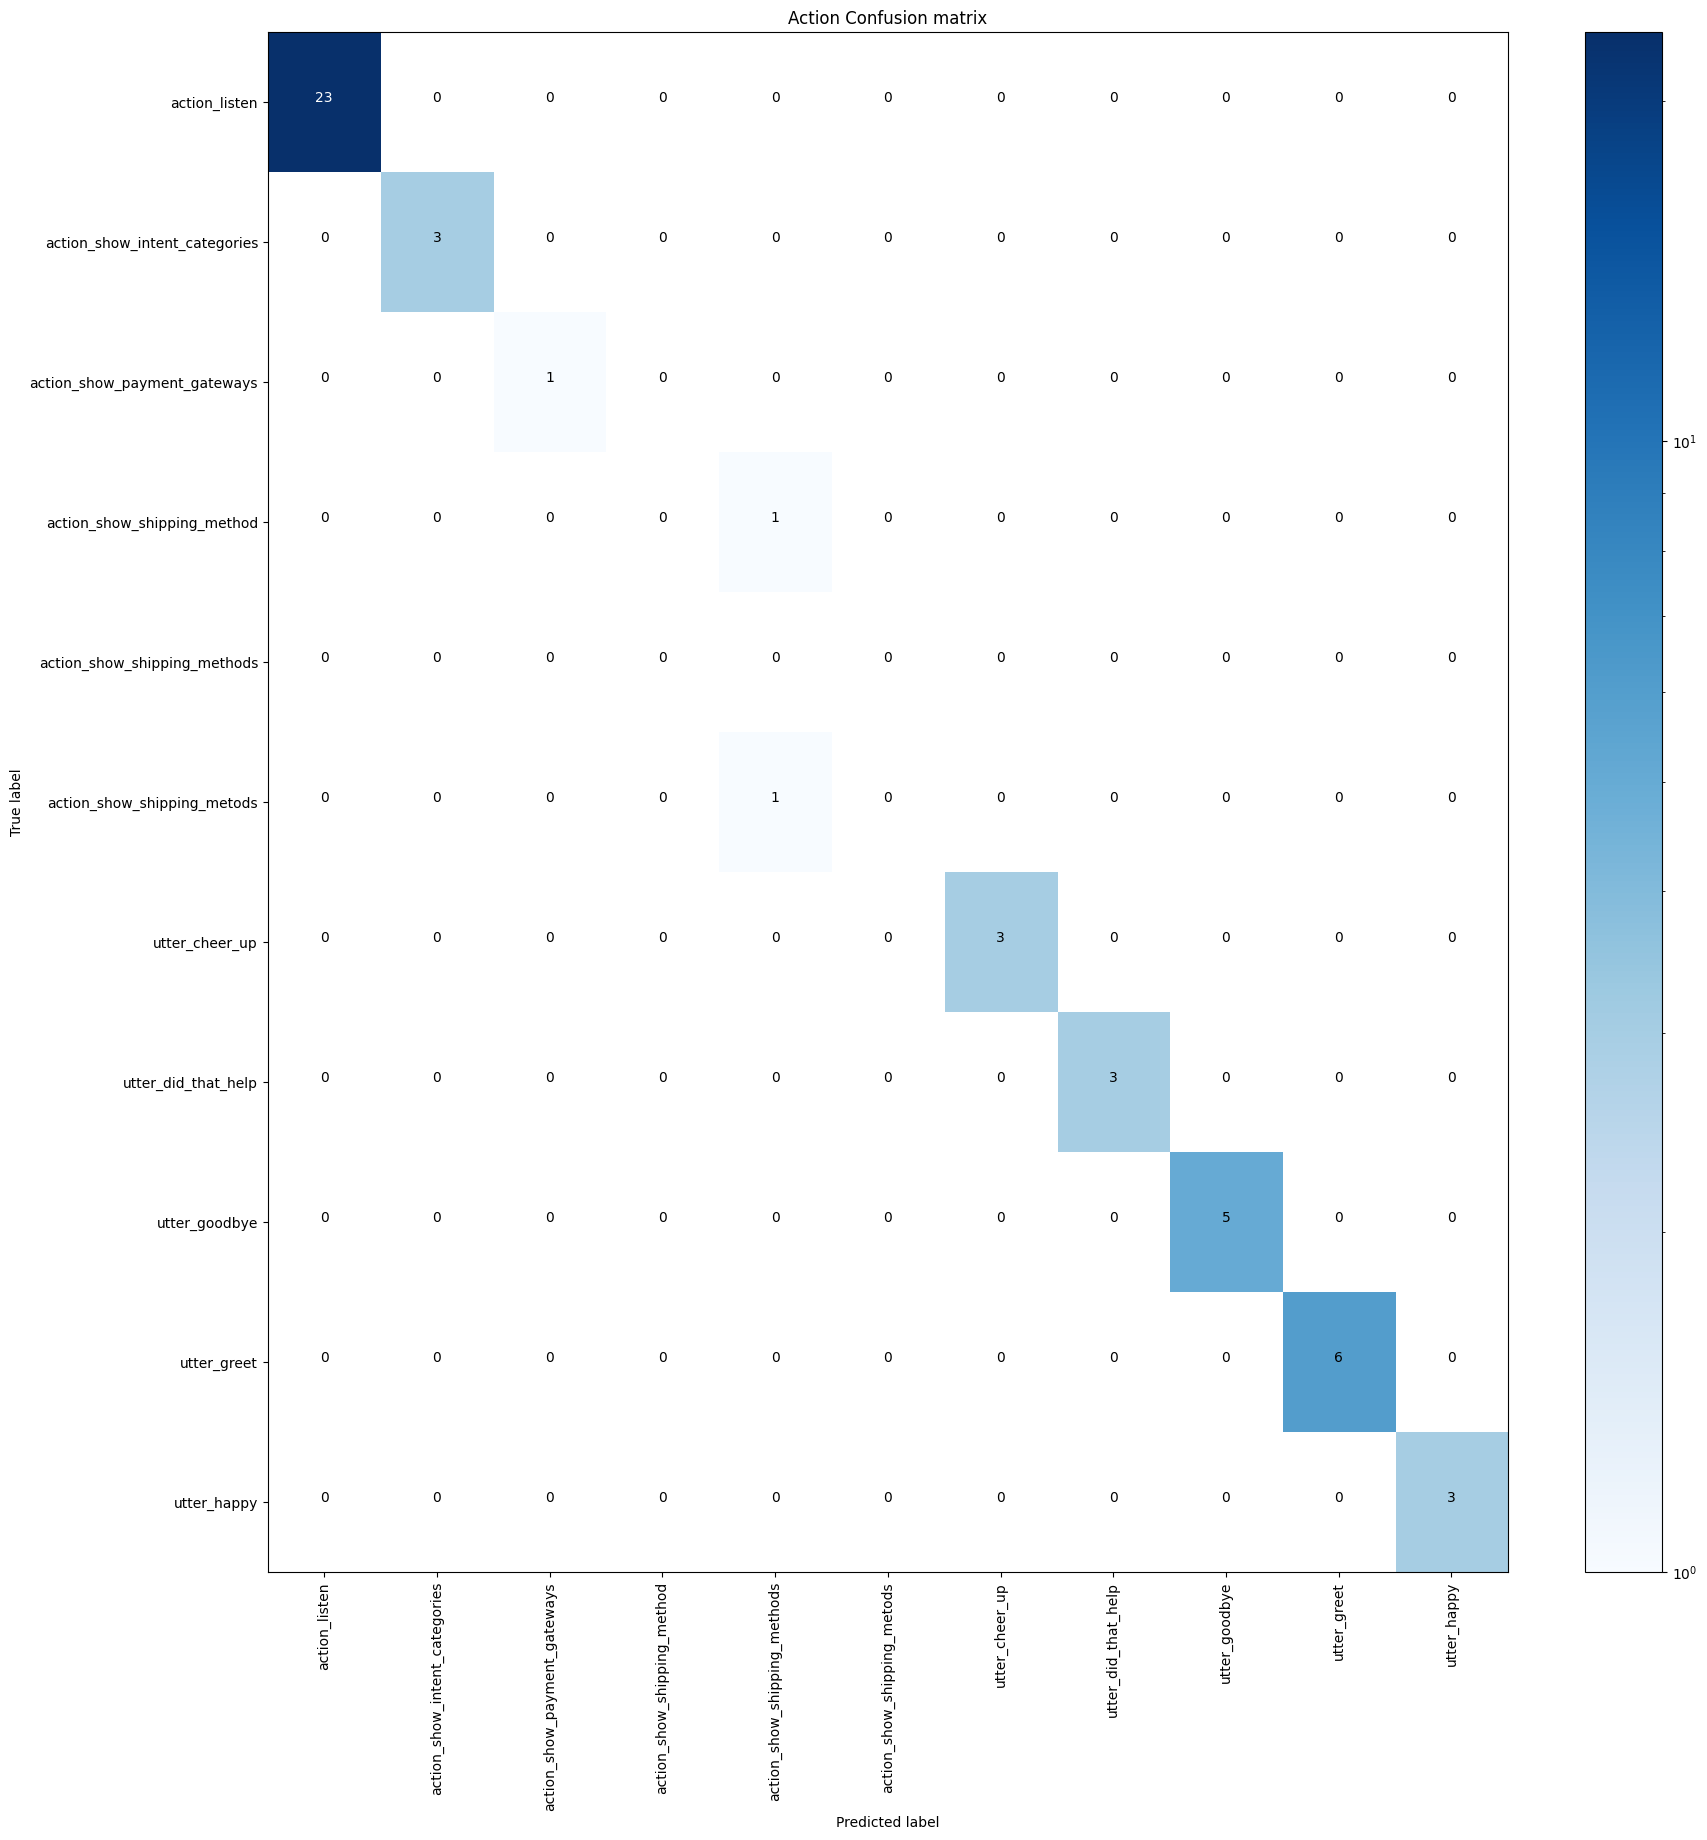 Action Confusion matrix
True label
action_listen 23 0 0 0 0 0 0 0 0 0 0
action_show_intent_categories 0 3 0 0 0 0 0 0 0 0 0
action_show_payment_gateways 0 0 1 0 0 0 0 0 0 0 0
action_show_shipping_method 0 0 0 0 1 0 0 0 0 0 0
action_show_shipping_methods 0 0 0 0 0 0 0 0 0 0 0
action_show_shipping_metods 0 0 0 0 1 0 0 0 0 0 0
utter_cheer_up 0 0 0 0 0 0 3 0 0 0 0
utter_did_that_help 0 0 0 0 0 0 0 3 0 0 0
utter_goodbye 0 0 0 0 0 0 0 0 5 0 0
utter_greet 0 0 0 0 0 0 0 0 0 6 0
utter_happy 0 0 0 0 0 0 0 0 0 0 3
action_listen
action_show_intent_categories
action_show_payment_gateways
action_show_shipping_method
action_show_shipping_methods
action_show_shipping_metods
utter_cheer_up
utter_did_that_help
utter_goodbye
utter_greet
utter_happy
Predicted label
10¹
10⁰